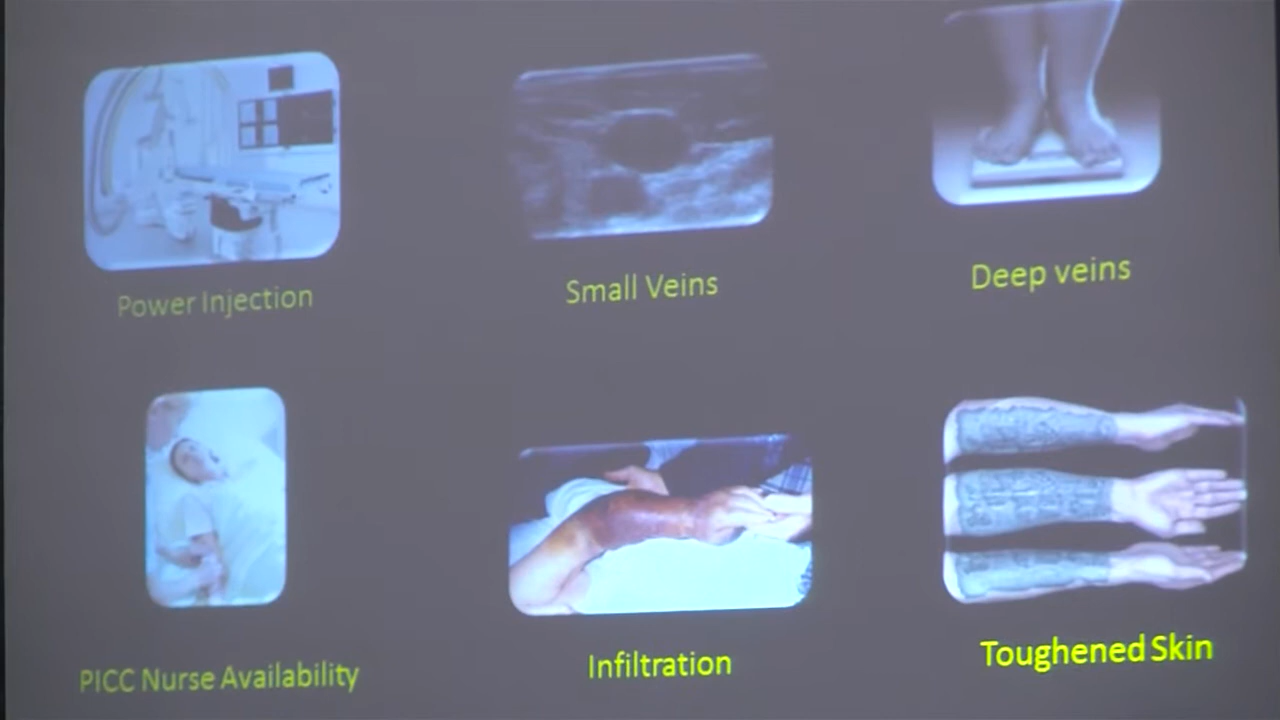 Power Injection
Small Veins
Deep veins
PICC Nurse Availability
Infiltration
Toughened Skin